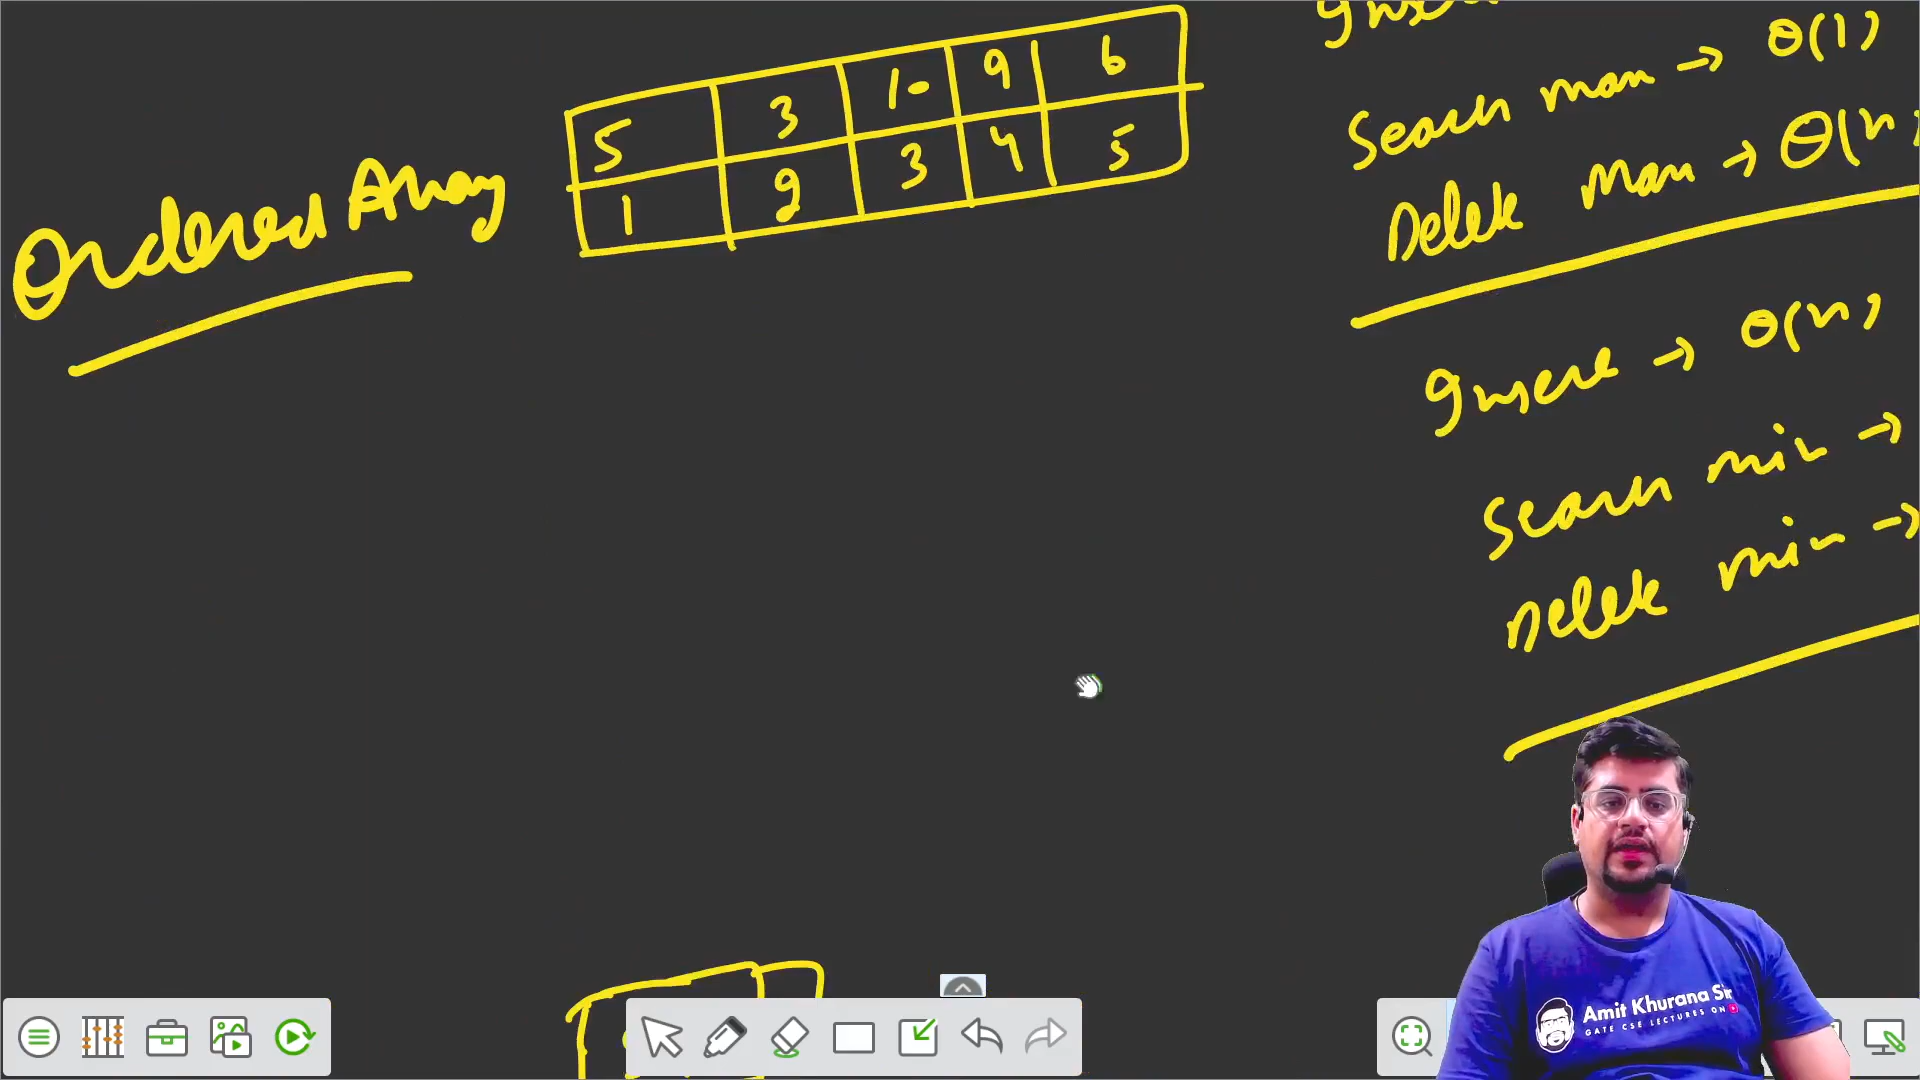 5 3 10 9 6
1 2 3 4 5
Ordered Array
Search max → Θ(1)
Delete max → Θ(n)
Insert → Θ(n)
Search min →
Delete min →
Amit Khurana Sir
GATE CSE LECTURES ON